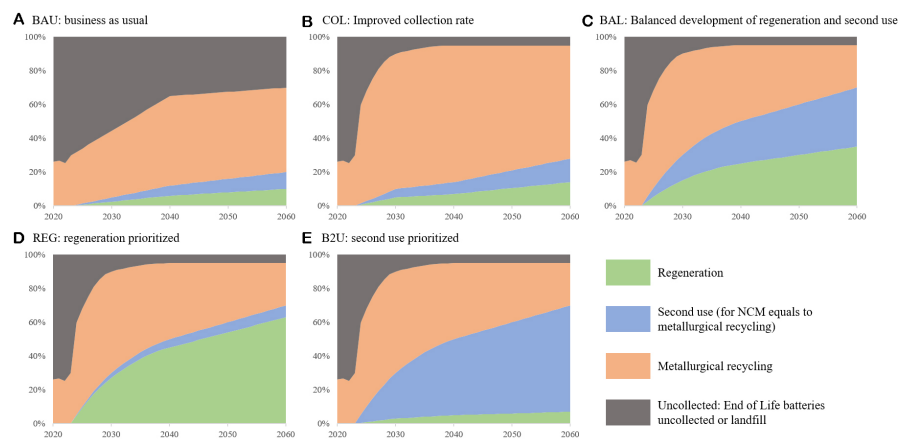 A BAU: business as usual
100%
80%
60%
40%
20%
0%
2020 2030 2040 2050 2060
B COL: Improved collection rate
100%
80%
60%
40%
20%
0%
2020 2030 2040 2050 2060
C BAL: Balanced development of regeneration and second use
100%
80%
60%
40%
20%
0%
2020 2030 2040 2050 2060
D REG: regeneration prioritized
100%
80%
60%
40%
20%
0%
2020 2030 2040 2050 2060
E B2U: second use prioritized
100%
80%
60%
40%
20%
0%
2020 2030 2040 2050 2060
Regeneration
Second use (for NCM equals to
metallurgical recycling)
Metallurgical recycling
Uncollected: End of Life batteries
uncollected or landfill